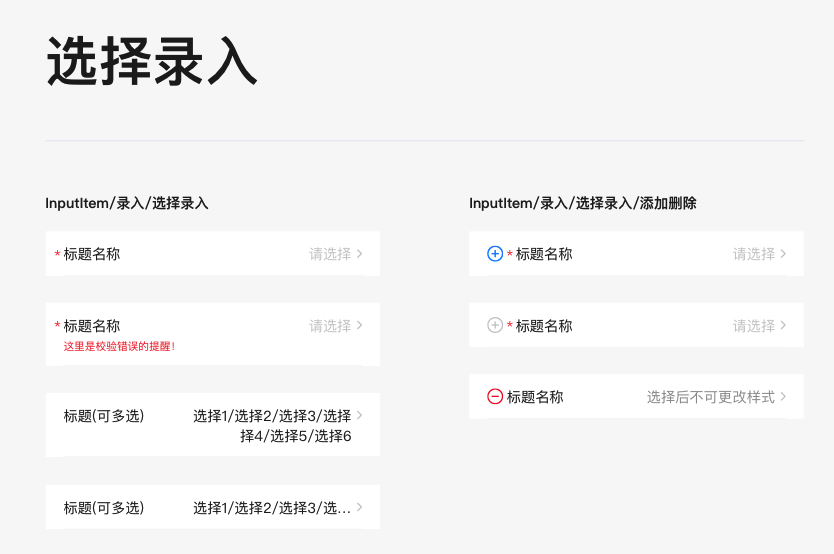 选择录入
InputItem/录入/选择录入
* 标题名称 请选择
* 标题名称 请选择
这里是校验错误的提醒!
标题(可多选) 选择1/选择2/选择3/选择
择4/选择5/选择6
标题(可多选) 选择1/选择2/选择3/选...
InputItem/录入/选择录入/添加删除
* 标题名称 请选择
* 标题名称 请选择
标题名称 选择后不可更改样式